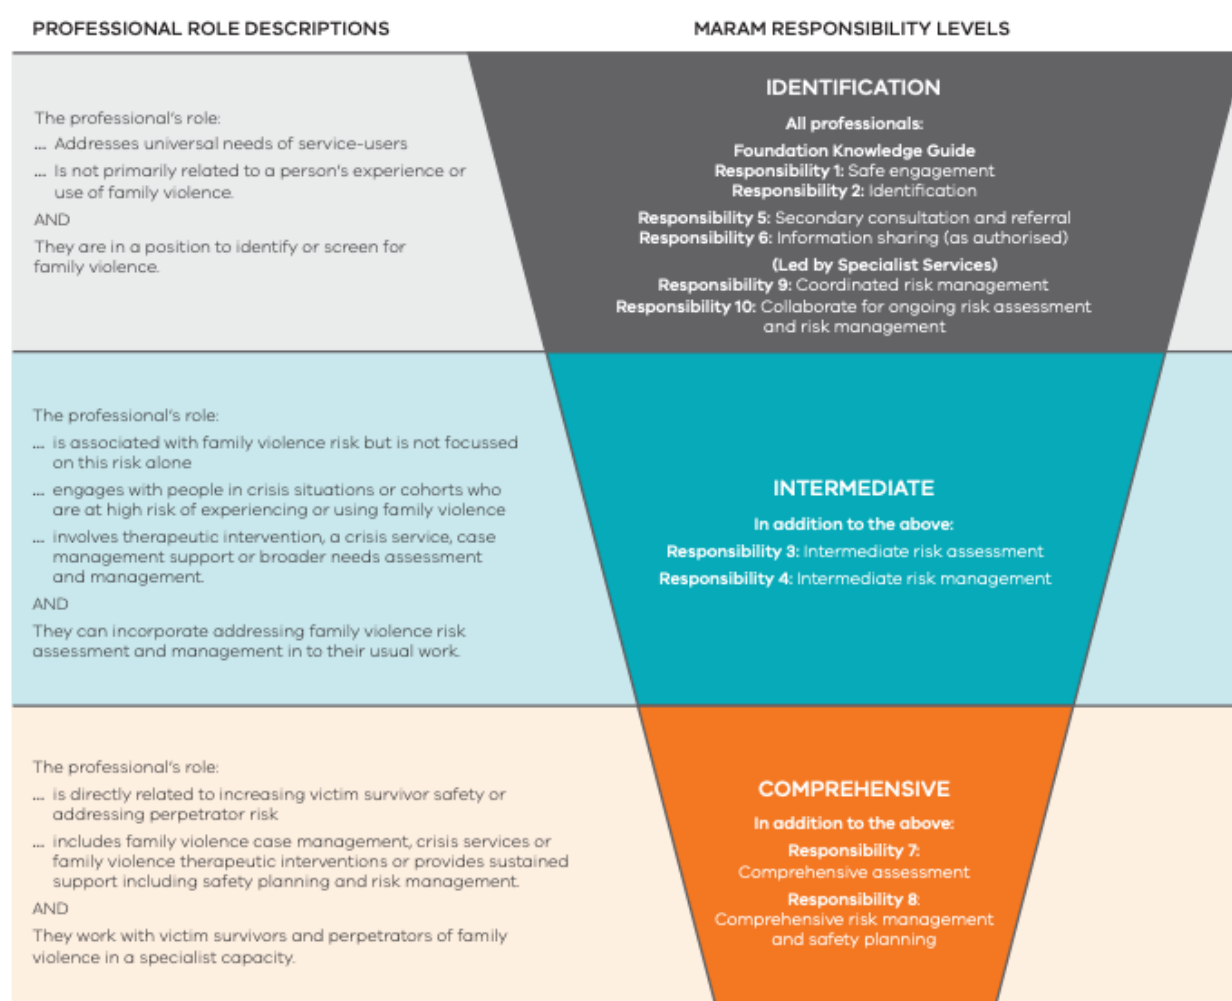 PROFESSIONAL ROLE DESCRIPTIONS
MARAM RESPONSIBILITY LEVELS
The professional's role:
... Addresses universal needs of service-users
... Is not primarily related to a person's experience or
use of family violence.
AND
They are in a position to identify or screen for
family violence.
IDENTIFICATION
All professionals:
Foundation Knowledge Guide
Responsibility 1: Safe engagement
Responsibility 2: Identification
Responsibility 5: Secondary consultation and referral
Responsibility 6: Information sharing (as authorised)
(Led by Specialist Services)
Responsibility 9: Coordinated risk management
Responsibility 10: Collaborate for ongoing risk assessment
and risk management
The professional's role:
... is associated with family violence risk but is not focussed
on this risk alone
... engages with people in crisis situations or cohorts who
are at high risk of experiencing or using family violence
... involves therapeutic intervention, a crisis service, case
management support or broader needs assessment
and management.
AND
They can incorporate addressing family violence risk
assessment and management in to their usual work.
INTERMEDIATE
In addition to the above:
Responsibility 3: Intermediate risk assessment
Responsibility 4: Intermediate risk management
The professional's role:
... is directly related to increasing victim survivor safety or
addressing perpetrator risk
... includes family violence case management, crisis services or
family violence therapeutic interventions or provides sustained
support including safety planning and risk management.
AND
They work with victim survivors and perpetrators of family
violence in a specialist capacity.
COMPREHENSIVE
In addition to the above:
Responsibility 7:
Comprehensive assessment
Responsibility 8:
Comprehensive risk management
and safety planning